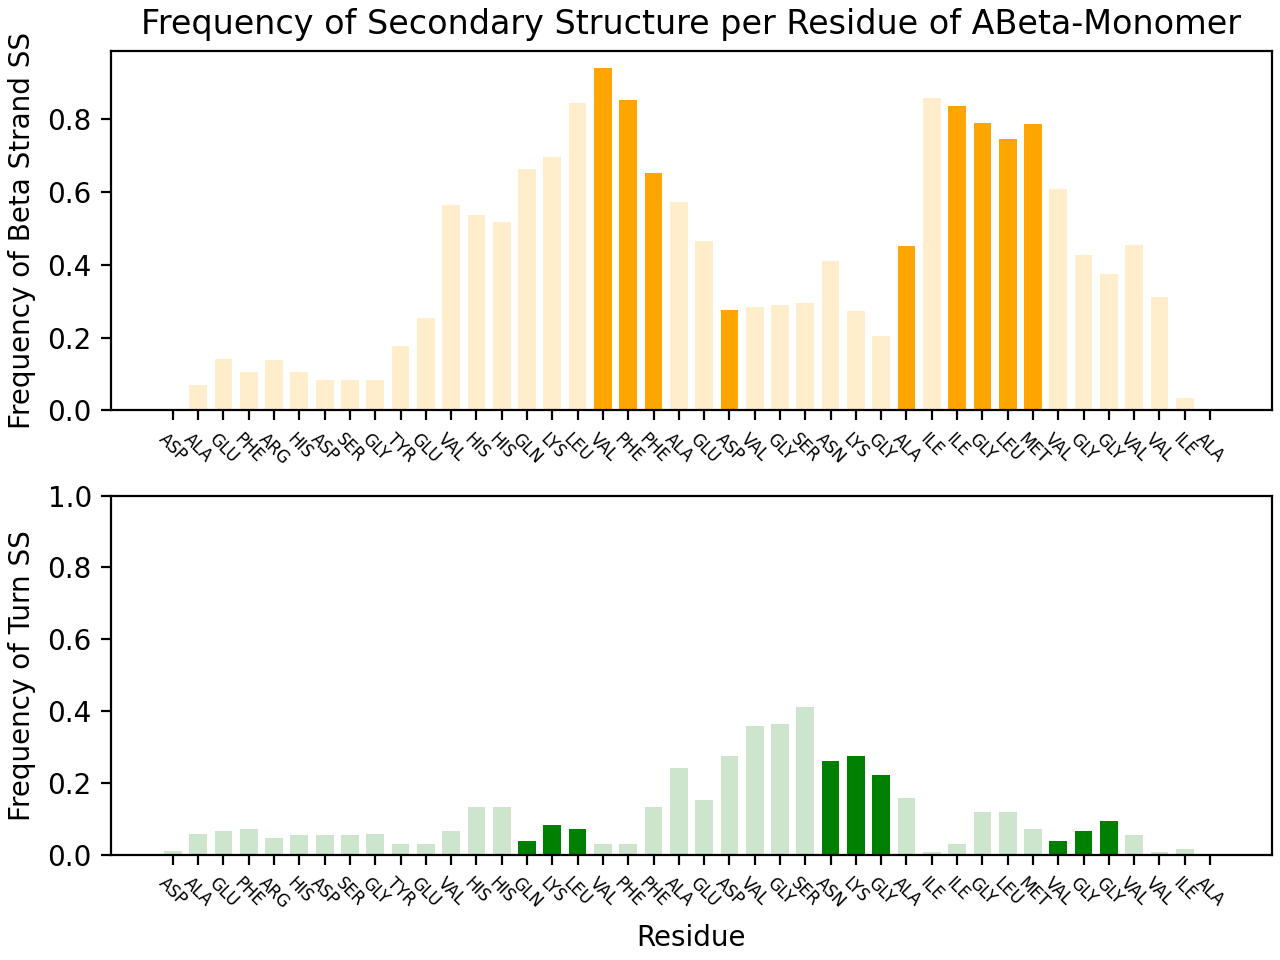 Frequency of Secondary Structure per Residue of ABeta-Monomer
Frequency of Beta Strand SS
0.8
0.6
0.4
0.2
0.0
ASP ALA GLU PHE ARG HIS ASP SER GLY TYR GLU VAL HIS HIS GLN LYS LEU VAL PHE PHE ALA GLU ASP VAL GLY SER ASN LYS GLY ALA ILE ILE GLY LEU MET VAL GLY GLY VAL VAL ILE ALA
Frequency of Turn SS
1.0
0.8
0.6
0.4
0.2
0.0
ASP ALA GLU PHE ARG HIS ASP SER GLY TYR GLU VAL HIS HIS GLN LYS LEU VAL PHE PHE ALA GLU ASP VAL GLY SER ASN LYS GLY ALA ILE ILE GLY LEU MET VAL GLY GLY VAL VAL ILE ALA
Residue